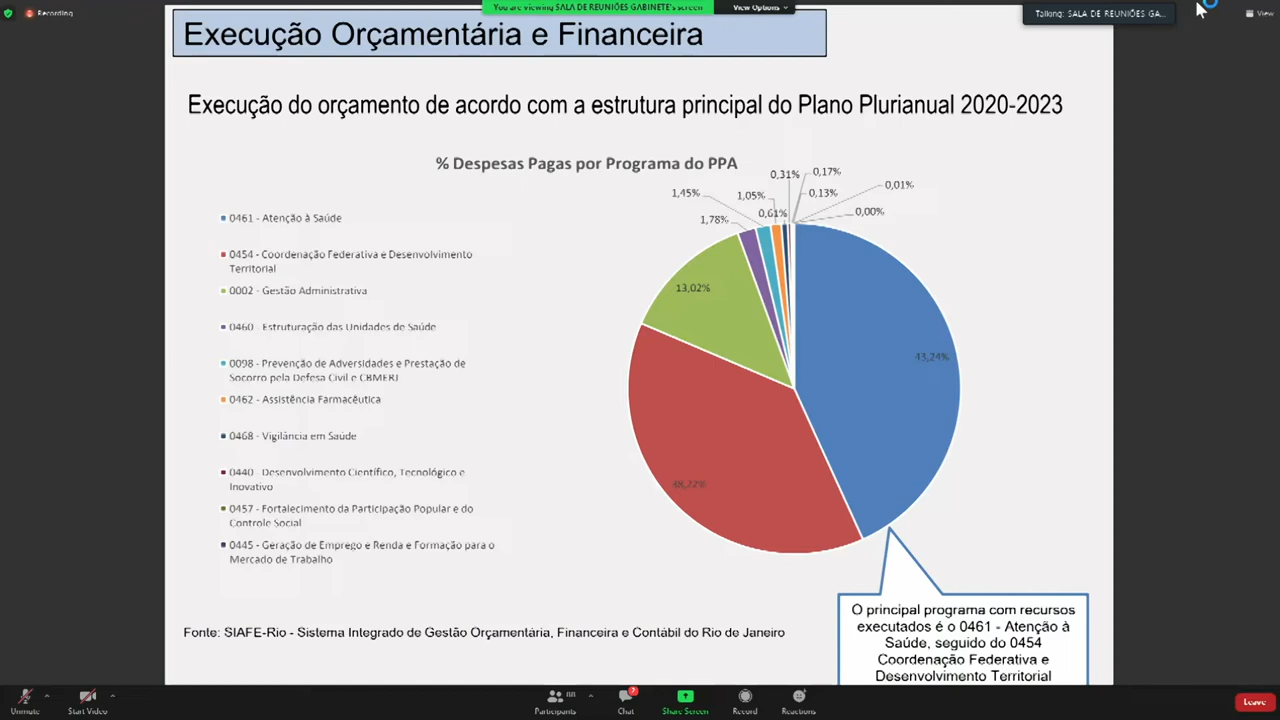 Recording
You are viewing SALA DE REUNIÕES GABINETE's screen
View Options
Talking: SALA DE REUNIÕES GA...
View
Execução Orçamentária e Financeira
Execução do orçamento de acordo com a estrutura principal do Plano Plurianual 2020-2023
% Despesas Pagas por Programa do PPA
0461 - Atenção à Saúde
0454 - Coordenação Federativa e Desenvolvimento
Territorial
0002 - Gestão Administrativa
0460 - Estruturação das Unidades de Saúde
0098 - Prevenção de Adversidades e Prestação de
Socorro pela Defesa Civil e CBMERJ
0462 - Assistência Farmacêutica
0468 - Vigilância em Saúde
0440 - Desenvolvimento Científico, Tecnológico e
Inovativo
0457 - Fortalecimento da Participação Popular e do
Controle Social
0445 - Geração de Emprego e Renda e Formação para o
Mercado de Trabalho
0,31%
0,17%
1,45%
1,05%
0,13%
0,01%
1,78%
0,61%
0,00%
13,02%
43,24%
38,22%
O principal programa com recursos
executados é o 0461 - Atenção à
Saúde, seguido do 0454
Coordenação Federativa e
Desenvolvimento Territorial
Fonte: SIAFE-Rio - Sistema Integrado de Gestão Orçamentária, Financeira e Contábil do Rio de Janeiro
Unmute
Start Video
Participants
Chat
7
Share Screen
Record
Reactions
Leave